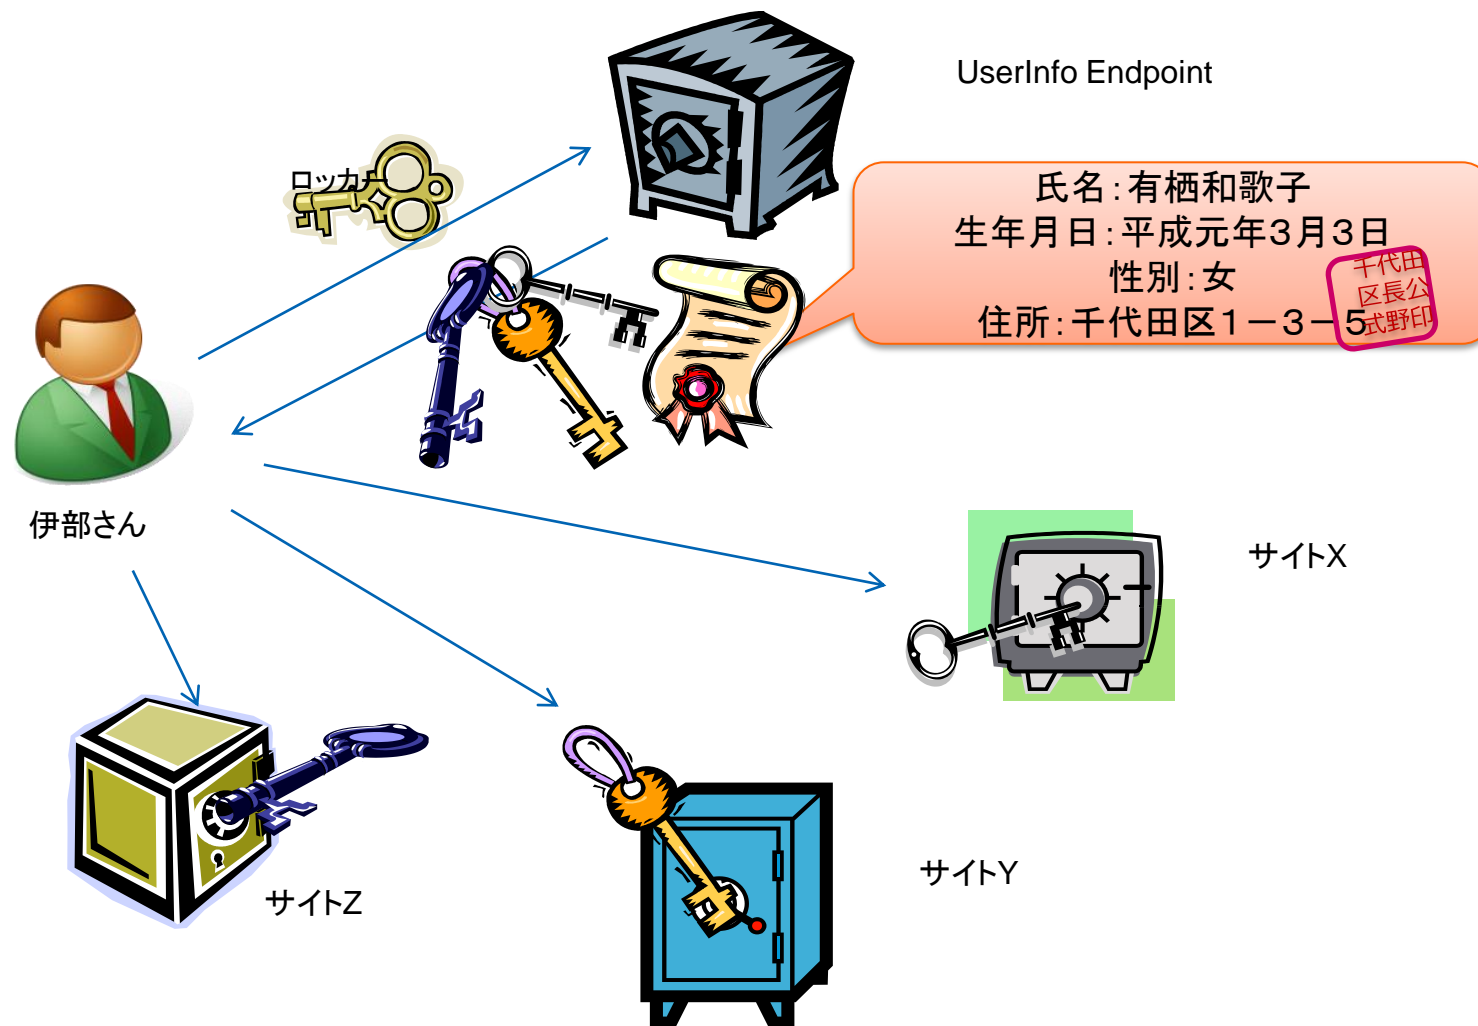 UserInfo Endpoint
ロッカー
氏名：有栖和歌子
生年月日：平成元年３月３日
性別：女
住所：千代田区１－３－５
千代田
区長公
式野印
伊部さん
サイトX
サイトY
サイトZ